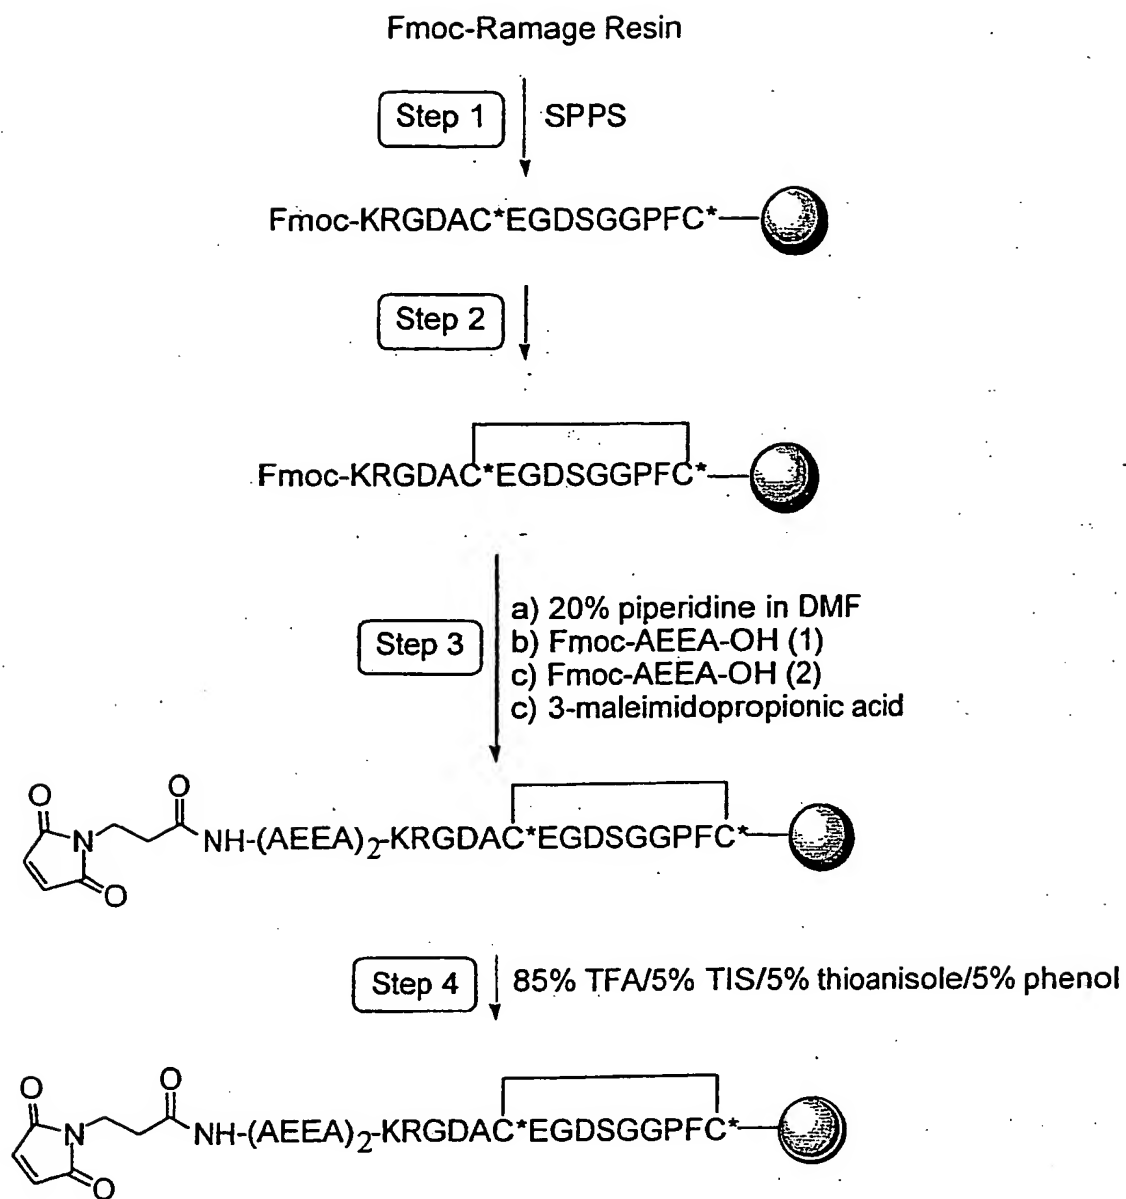 Fmoc-Ramage Resin
Step 1 SPPS
Fmoc-KRGDAC*EGDSGGPFC*
Step 2
Fmoc-KRGDAC*EGDSGGPFC*
Step 3
a) 20% piperidine in DMF
b) Fmoc-AEEA-OH (1)
c) Fmoc-AEEA-OH (2)
c) 3-maleimidopropionic acid
O
O
N
NH-(AEEA)2-KRGDAC*EGDSGGPFC*
O
Step 4 85% TFA/5% TIS/5% thioanisole/5% phenol
O
O
N
NH-(AEEA)2-KRGDAC*EGDSGGPFC*
O